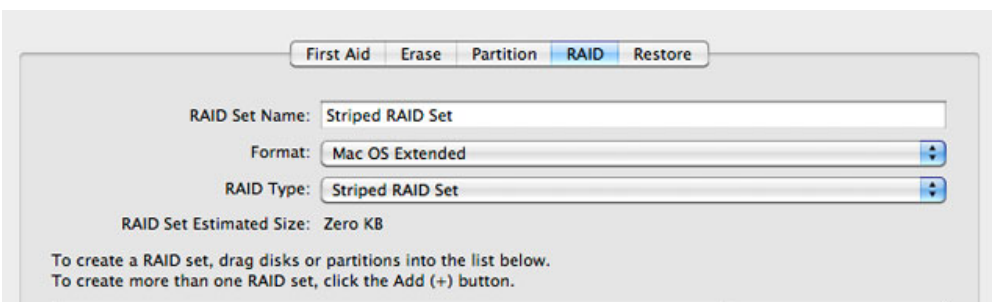 First Aid Erase Partition RAID Restore
RAID Set Name: Striped RAID Set
Format: Mac OS Extended
RAID Type: Striped RAID Set
RAID Set Estimated Size: Zero KB
To create a RAID set, drag disks or partitions into the list below.
To create more than one RAID set, click the Add (+) button.